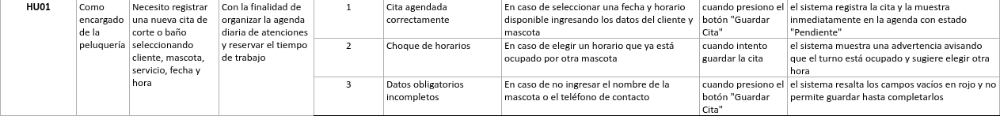 HU01
Como
encargado
de la
peluquería
Necesito registrar
una nueva cita de
corte o baño
seleccionando
cliente, mascota,
servicio, fecha y
hora
Con la finalidad de
organizar la agenda
diaria de atenciones
y reservar el tiempo
de trabajo
1
Cita agendada
correctamente
En caso de seleccionar una fecha y horario
disponible ingresando los datos del cliente y
mascota
cuando presiono el
botón "Guardar
Cita"
el sistema registra la cita y la muestra
inmediatamente en la agenda con estado
"Pendiente"
2
Choque de horarios
En caso de elegir un horario que ya está
ocupado por otra mascota
cuando intento
guardar la cita
el sistema muestra una advertencia avisando
que el turno está ocupado y sugiere elegir otra
hora
3
Datos obligatorios
incompletos
En caso de no ingresar el nombre de la
mascota o el teléfono de contacto
cuando presiono el
botón "Guardar
Cita"
el sistema resalta los campos vacíos en rojo y no
permite guardar hasta completarlos